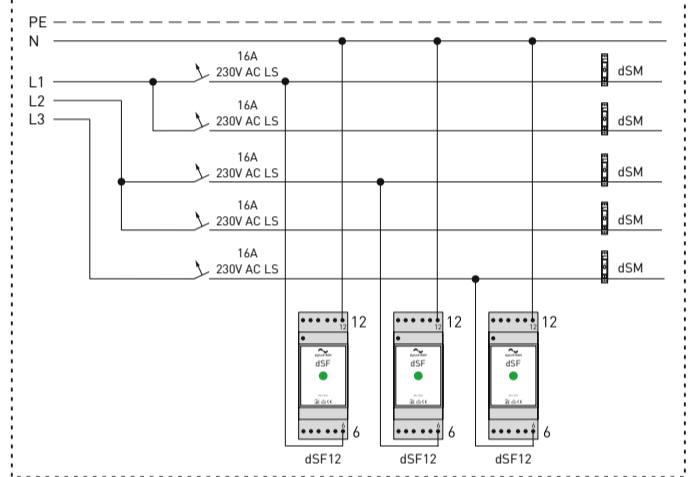 PE
N
L1
L2
L3
16A
230V AC LS
dSM
16A
230V AC LS
dSM
16A
230V AC LS
dSM
16A
230V AC LS
dSM
16A
230V AC LS
dSM
12
12
dSF
6
6
dSF12
12
12
dSF
6
6
dSF12
12
12
dSF
6
6
dSF12